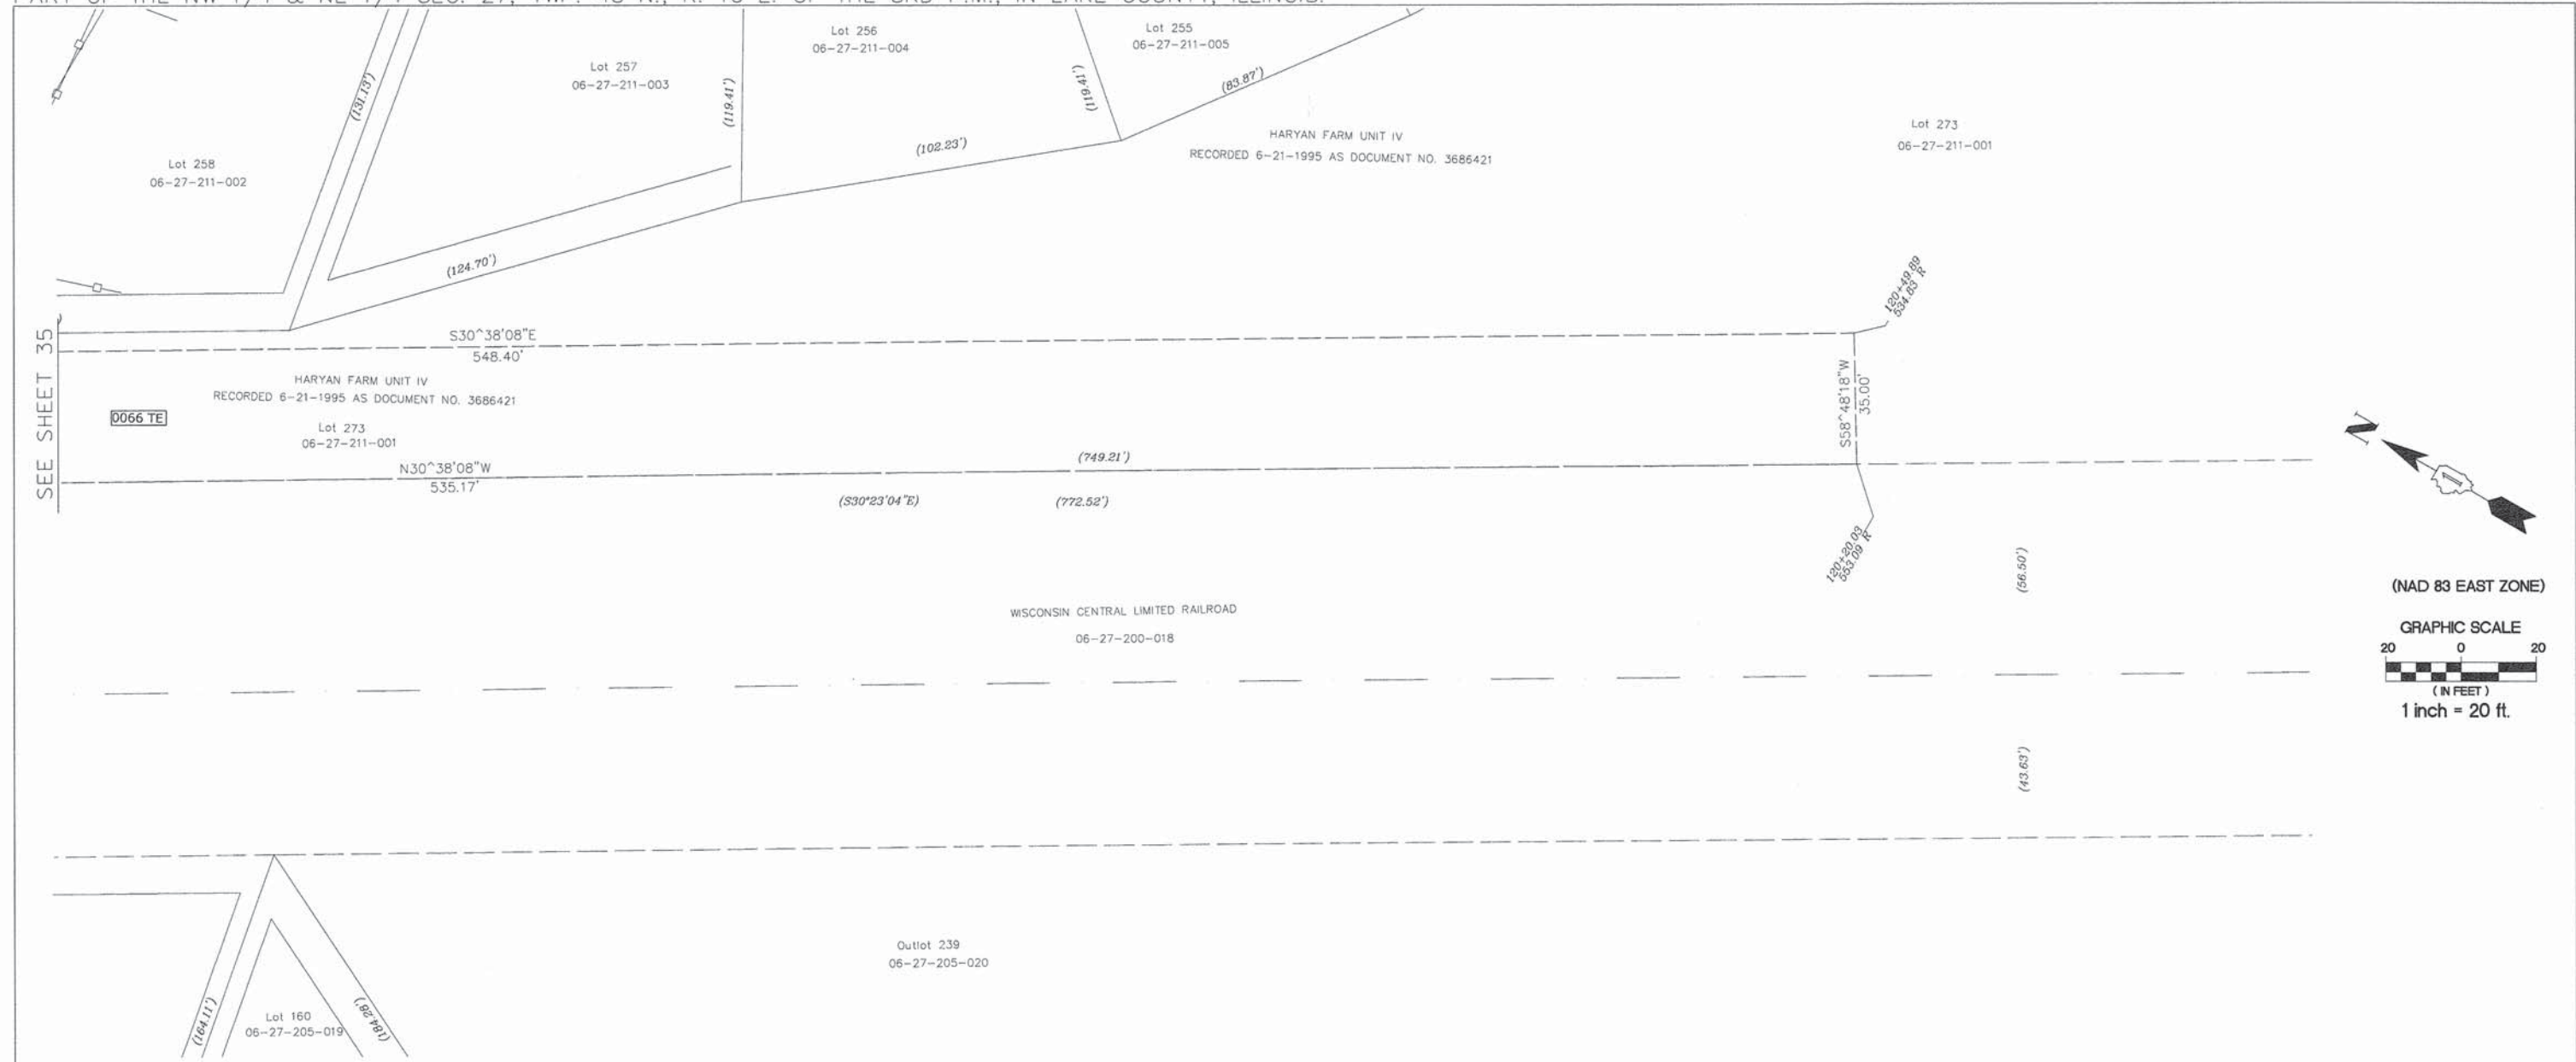 Lot 256
06-27-211-004
Lot 255
06-27-211-005
Lot 257
06-27-211-003
(131.13')
(119.41')
(119.41')
(83.87')
Lot 273
06-27-211-001
HARYAN FARM UNIT IV
RECORDED 6-21-1995 AS DOCUMENT NO. 3686421
(102.23')
Lot 258
06-27-211-002
(124.70')
120+49.89
534.83 R
SEE SHEET 35
S30^38'08"E
548.40'
HARYAN FARM UNIT IV
RECORDED 6-21-1995 AS DOCUMENT NO. 3686421
0066 TE
Lot 273
06-27-211-001
S58^48'18"W
35.00'
N
N30^38'08"W
535.17'
(749.21')
(S30°23'04"E)
(772.52')
120+20.03
553.09 R
(56.50')
(NAD 83 EAST ZONE)
WISCONSIN CENTRAL LIMITED RAILROAD
06-27-200-018
GRAPHIC SCALE
20 0 20
( IN FEET )
1 inch = 20 ft.
(43.63')
Outlot 239
06-27-205-020
(164.11')
Lot 160
06-27-205-019
(184.28')